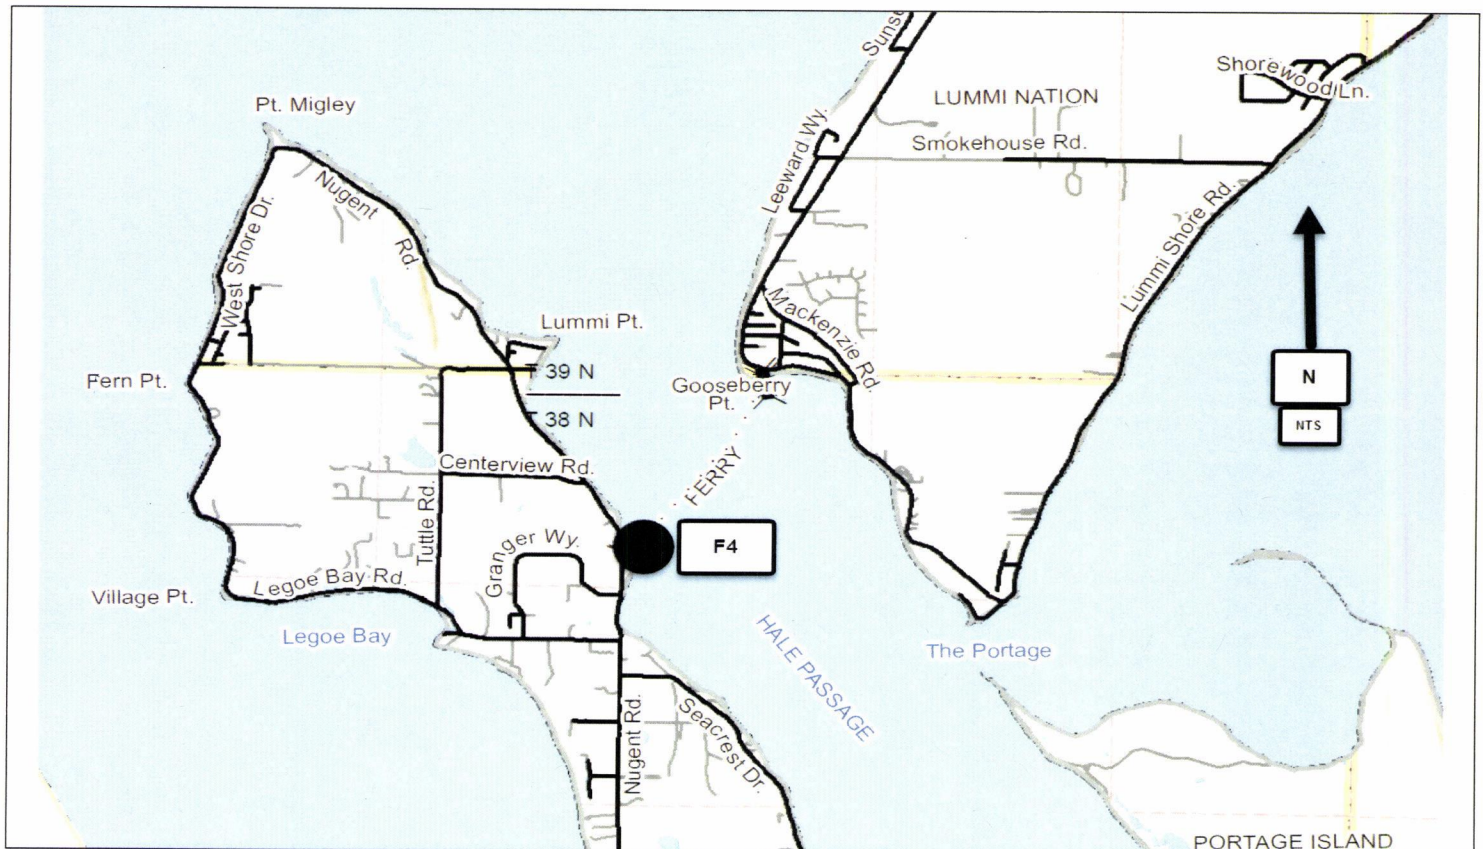 Sunse
Shorewood Ln.
LUMMI NATION
Pt. Migley
Leeward Wy.
Smokehouse Rd.
Nugent
Rd.
West Shore Dr.
Lummi Shore Rd.
Mackenzie Rd.
Lummi Pt.
Fern Pt.
T 39 N
Gooseberry
Pt.
N
T 38 N
NTS
Centerview Rd.
FERRY
Tuttle Rd.
Granger Wy.
F4
Legoe Bay Rd.
Village Pt.
Legoe Bay
HALE PASSAGE
The Portage
Nugent Rd.
Seacrest Dr.
PORTAGE ISLAND